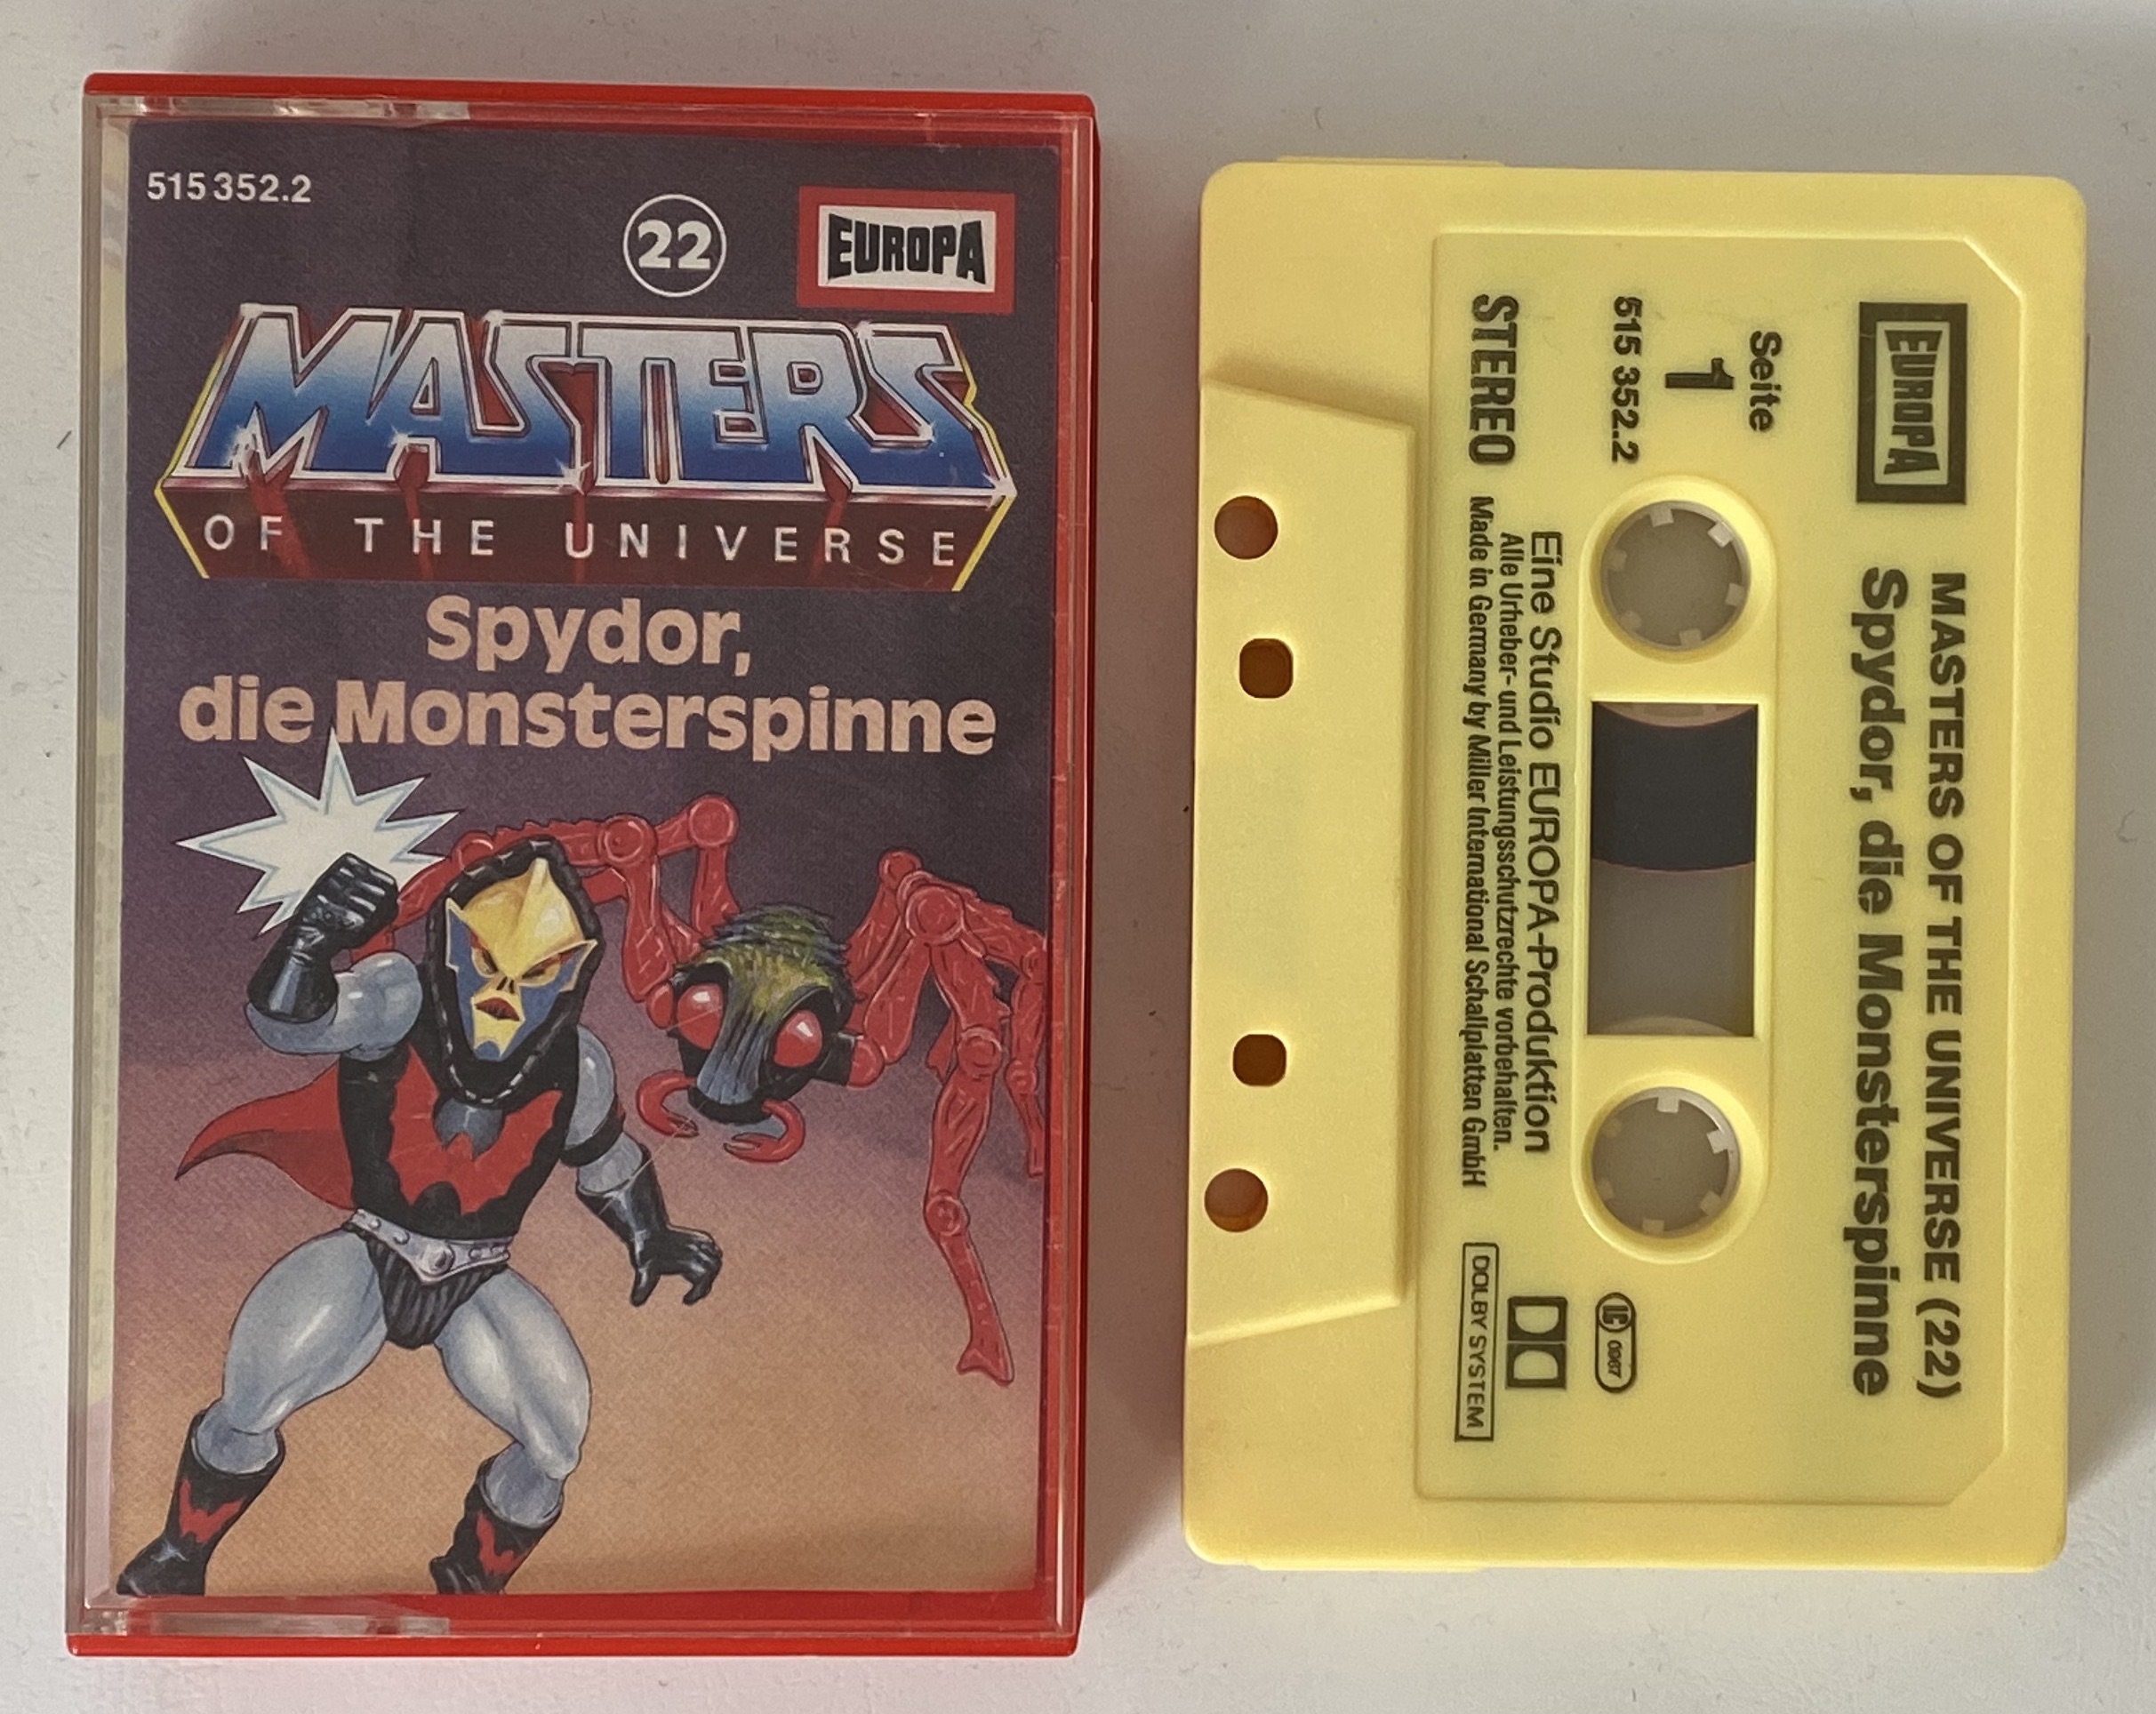 515 352.2
22
EUROPA
MASTERS
OF THE UNIVERSE
Spydor,
die Monsterspinne
EUROPA
MASTERS OF THE UNIVERSE (22)
Spydor, die Monsterspinne
Seite
1
515 352.2
STEREO
LC 0967
Eine Studio EUROPA-Produktion
Alle Urheber- und Leistungsschutzrechte vorbehalten.
Made in Germany by Miller International Schallplatten GmbH
DOLBY SYSTEM